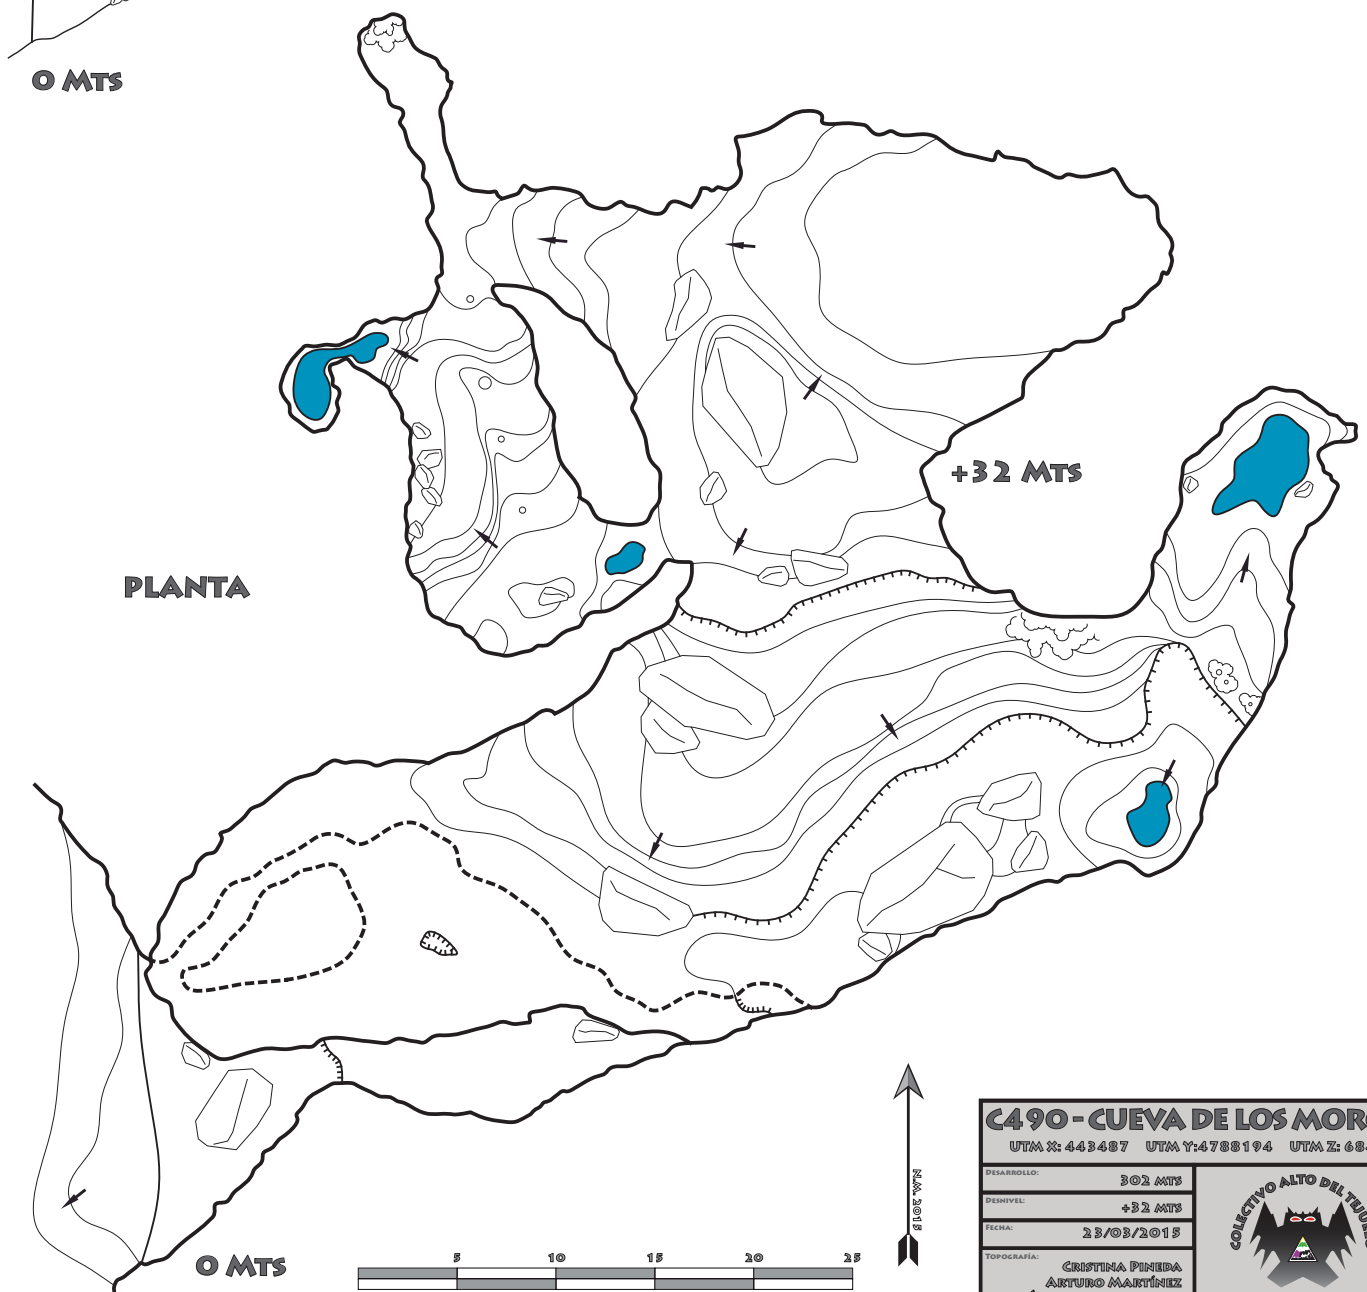 0 MTS
+32 MTS
PLANTA
0 MTS
5 10 15 20 25
N.M. 2015
C490 - CUEVA DE LOS
UTM X: 443487 UTM Y: 4788194 UTM Z:
DESARROLLO: 302 MTS
DESNIVEL: +32 MTS
FECHA: 23/03/2015
TOPOGRAFÍA: CRISTINA PINEDA
ARTURO MARTÍNEZ
COLECTIVO ALTO DEL